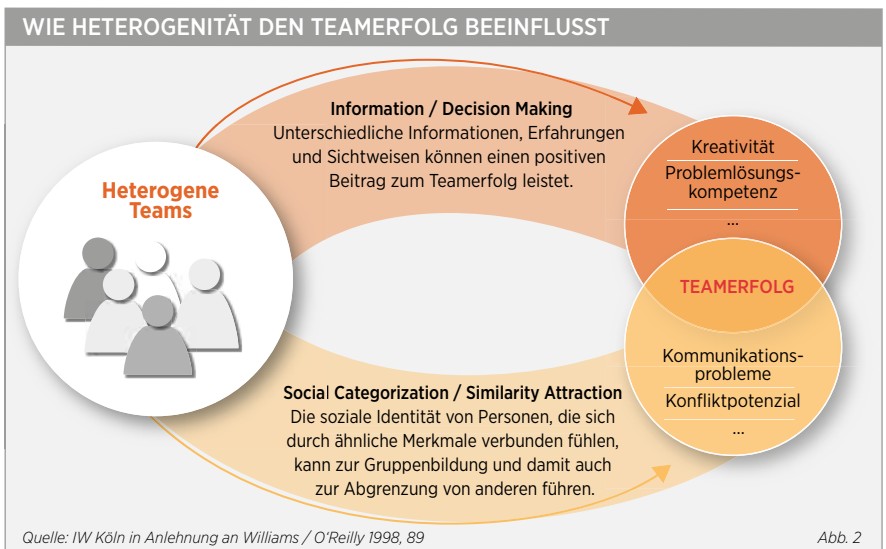 WIE HETEROGENITÄT DEN TEAMERFOLG BEEINFLUSST
Information / Decision Making
Unterschiedliche Informationen, Erfahrungen
und Sichtweisen können einen positiven
Beitrag zum Teamerfolg leistet.
Heterogene
Teams
Kreativität
Problemlösungs-
kompetenz
...
TEAMERFOLG
Kommunikations-
probleme
Konfliktpotenzial
...
Social Categorization / Similarity Attraction
Die soziale Identität von Personen, die sich
durch ähnliche Merkmale verbunden fühlen,
kann zur Gruppenbildung und damit auch
zur Abgrenzung von anderen führen.
Quelle: IW Köln in Anlehnung an Williams / O'Reilly 1998, 89
Abb. 2